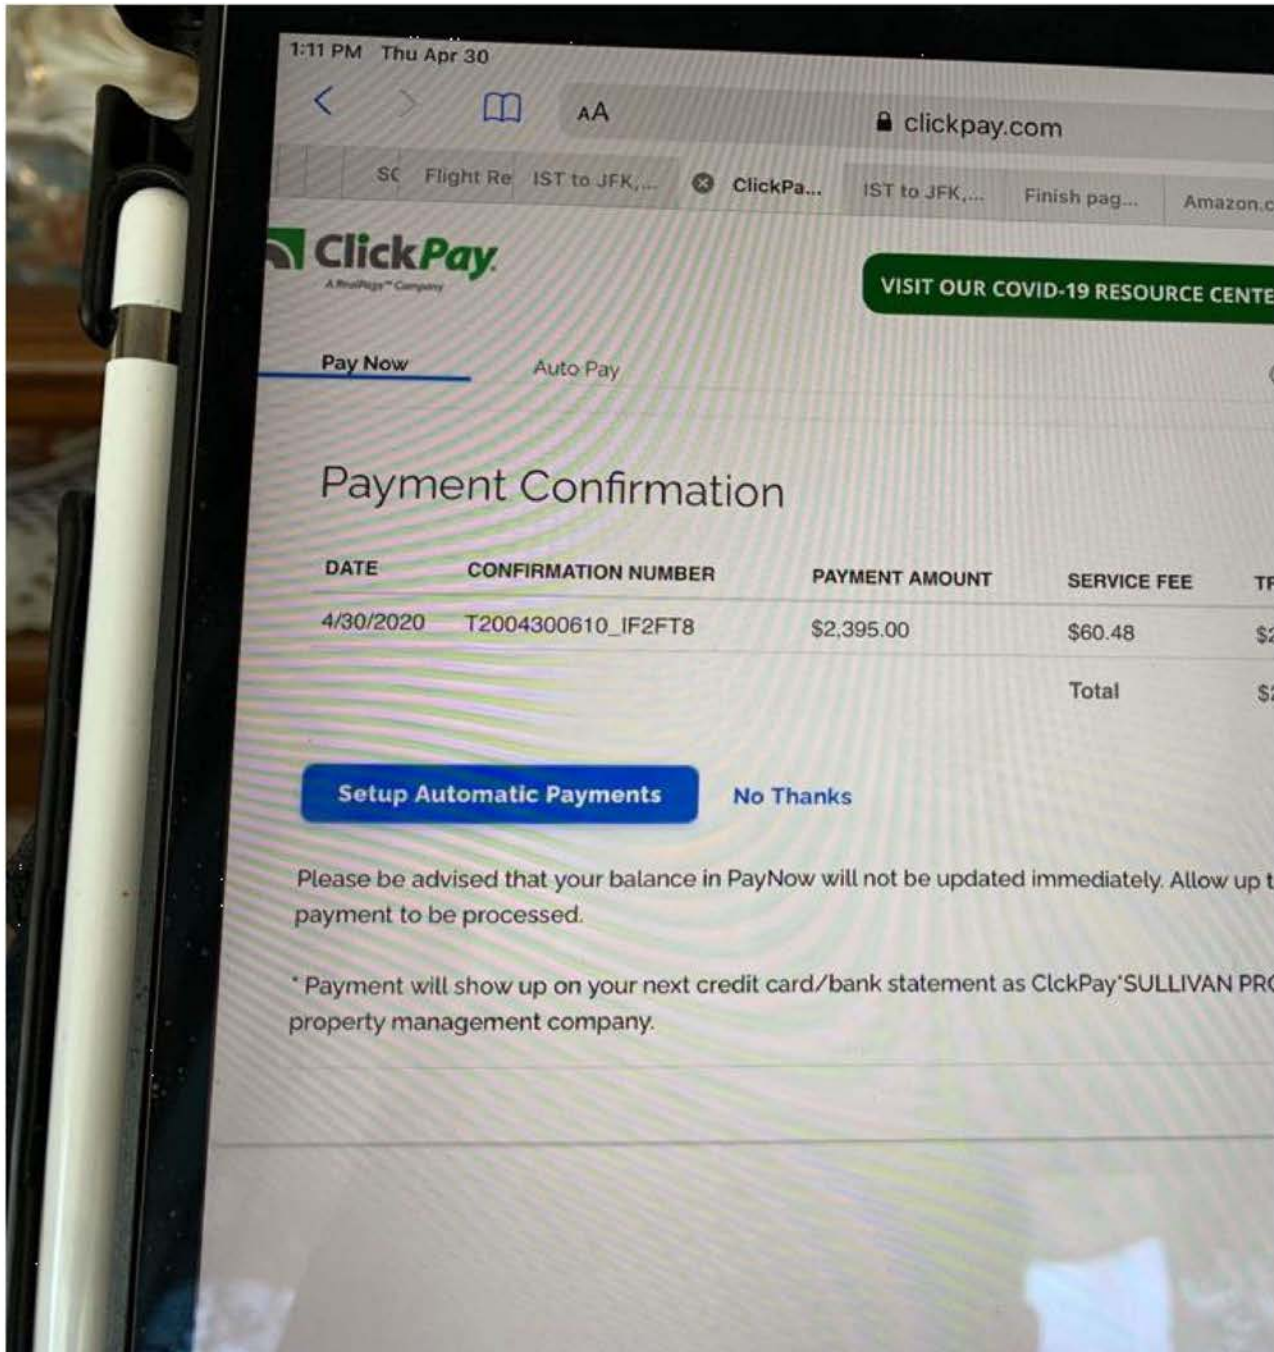 1:11 PM Thu Apr 30
AA clickpay.com
SC Flight Re IST to JFK,... ClickPa... IST to JFK,... Finish pag... Amazon.c
ClickPay
A RealPage™ Company
VISIT OUR COVID-19 RESOURCE CENTE
Pay Now Auto Pay
Payment Confirmation
DATE CONFIRMATION NUMBER PAYMENT AMOUNT SERVICE FEE
4/30/2020 T2004300610_IF2FT8 $2,395.00 $60.48 $2
Total $2
Setup Automatic Payments No Thanks
Please be advised that your balance in PayNow will not be updated immediately. Allow up t
payment to be processed.
* Payment will show up on your next credit card/bank statement as ClckPay*SULLIVAN PRO
property management company.